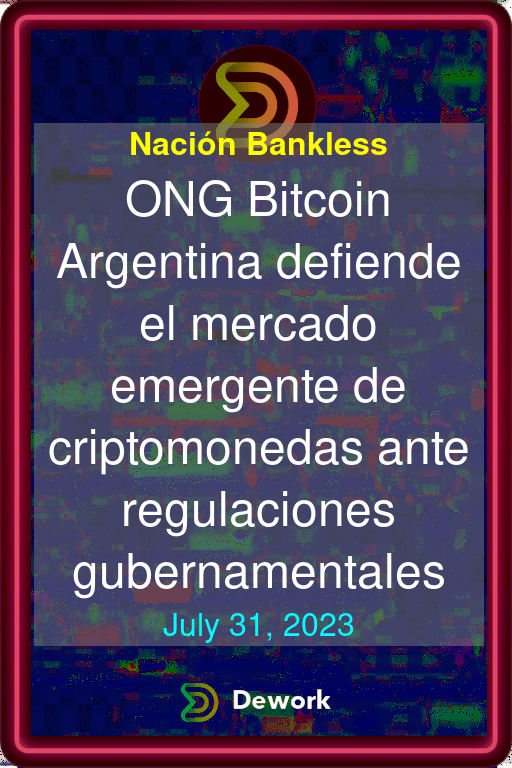 Nación Bankless
ONG Bitcoin
Argentina defiende
el mercado
emergente de
criptomonedas ante
regulaciones
gubernamentales
July 31, 2023
Dework